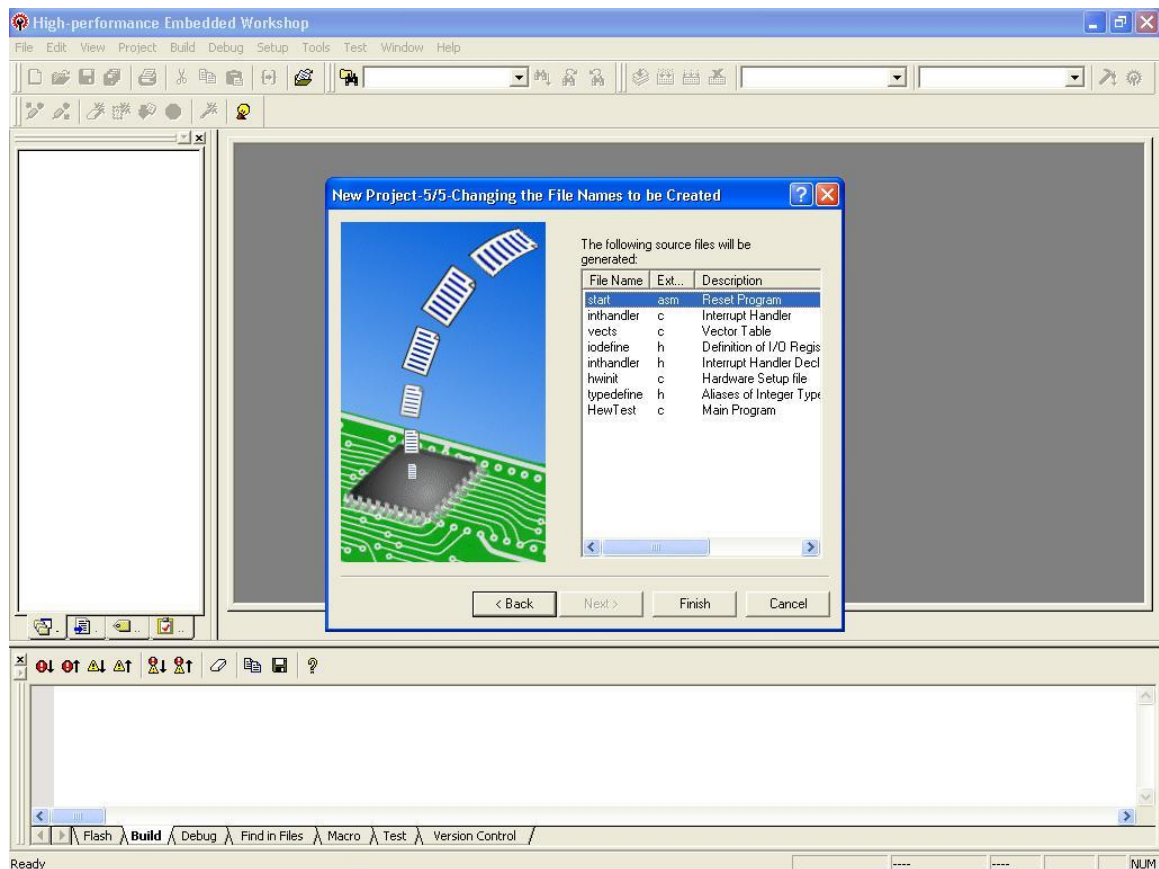 High-performance Embedded Workshop
File Edit View Project Build Debug Setup Tools Test Window Help
New Project-5/5-Changing the File Names to be Created
The following source files will be
generated:
File Name Ext... Description
start asm Reset Program
inthandler c Interrupt Handler
vects c Vector Table
iodefine h Definition of I/O Regis
inthandler h Interrupt Handler Decl
hwinit c Hardware Setup file
typedefine h Aliases of Integer Type
HewTest c Main Program
< Back Next > Finish Cancel
Flash Build Debug Find in Files Macro Test Version Control
Ready ---- ---- NUM